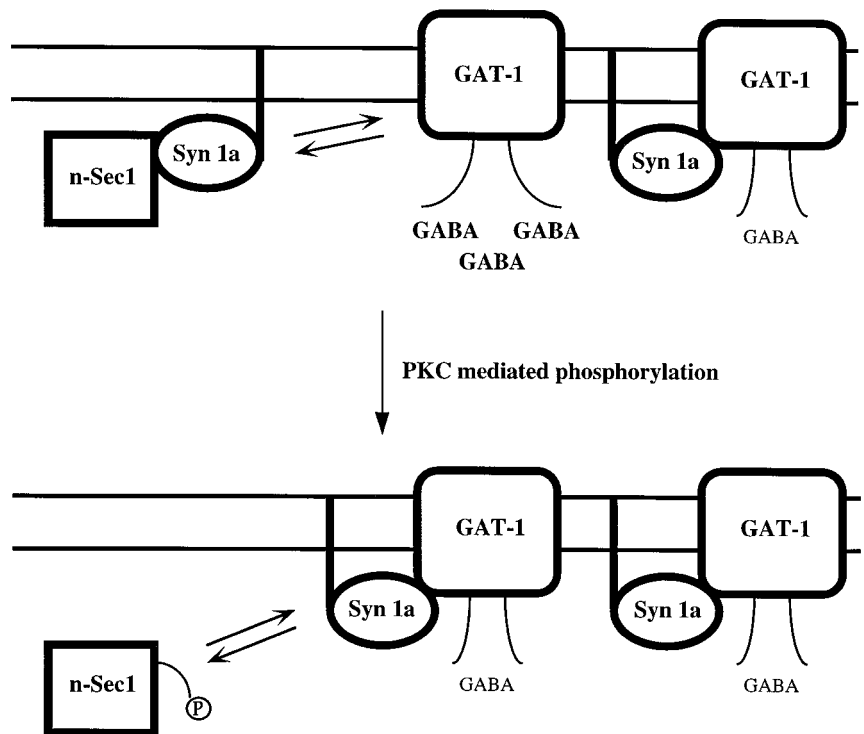 GAT-1
GAT-1
n-Sec1
Syn 1a
Syn 1a
GABA GABA
GABA
GABA
PKC mediated phosphorylation
GAT-1
GAT-1
Syn 1a
Syn 1a
n-Sec1
P
GABA
GABA